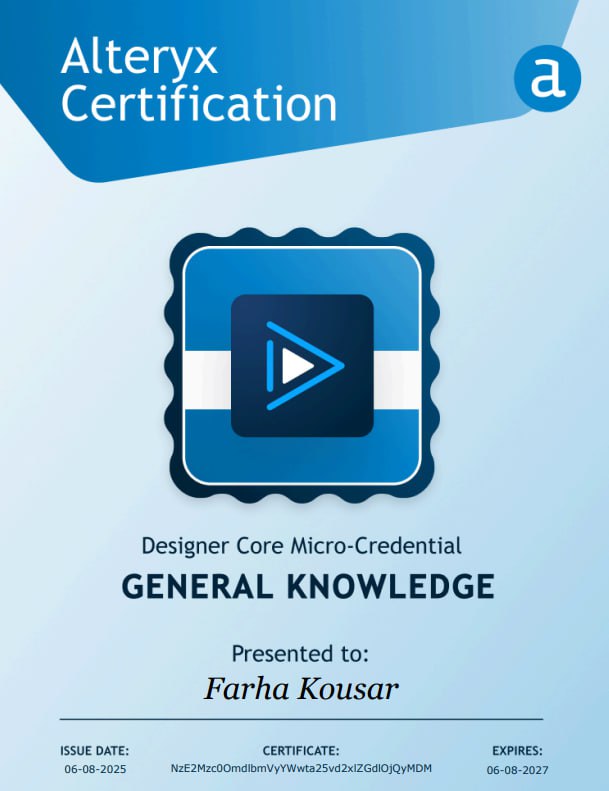 Alteryx
Certification
a
Designer Core Micro-Credential
GENERAL KNOWLEDGE
Presented to:
Farha Kousar
ISSUE DATE: CERTIFICATE: EXPIRES:
06-08-2025 NzE2Mzc0OmdlbmVyYWwta25vd2xlZGdlOjQyMDM 06-08-2027